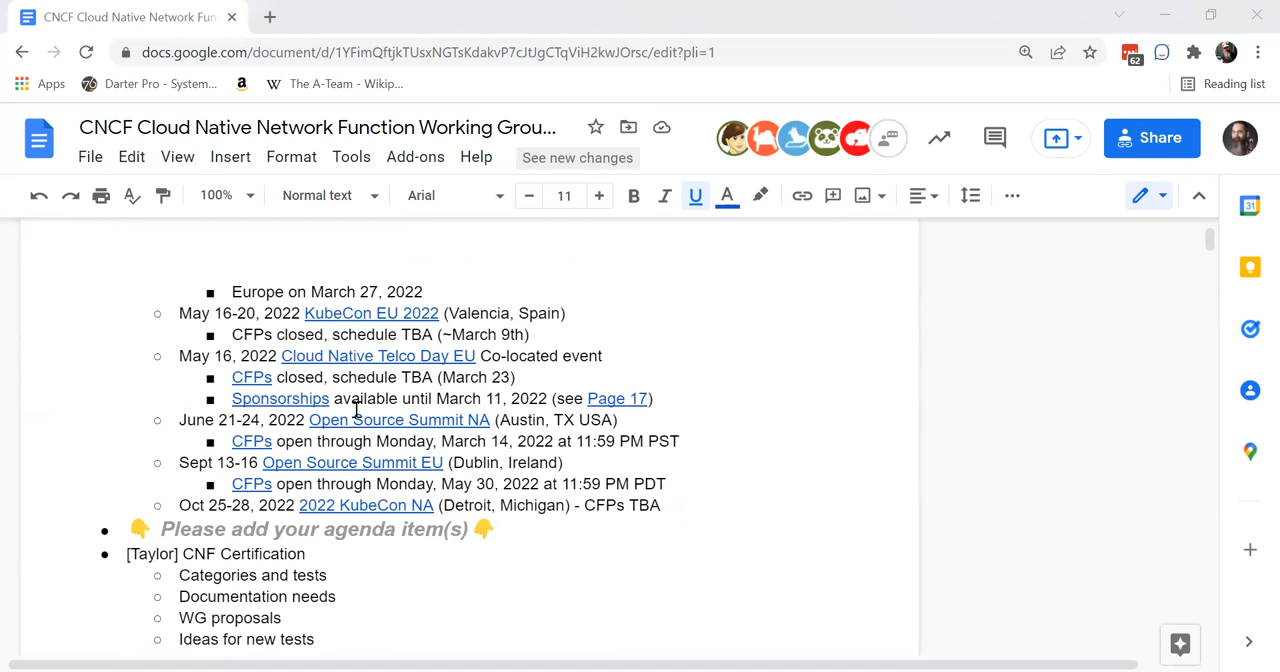 CNCF Cloud Native Network Fun
docs.google.com/document/d/1YFimQftjkTUsxNGTsKdakvP7cJtJgCTqViH2kwJOrsc/edit?pli=1
62
Apps
Darter Pro - System...
The A-Team - Wikip...
Reading list
CNCF Cloud Native Network Function Working Grou...
File Edit View Insert Format Tools Add-ons Help See new changes
Share
100% Normal text Arial 11 B I U A
31
■ Europe on March 27, 2022
○ May 16-20, 2022 KubeCon EU 2022 (Valencia, Spain)
■ CFPs closed, schedule TBA (~March 9th)
○ May 16, 2022 Cloud Native Telco Day EU Co-located event
■ CFPs closed, schedule TBA (March 23)
■ Sponsorships available until March 11, 2022 (see Page 17)
○ June 21-24, 2022 Open Source Summit NA (Austin, TX USA)
■ CFPs open through Monday, March 14, 2022 at 11:59 PM PST
○ Sept 13-16 Open Source Summit EU (Dublin, Ireland)
■ CFPs open through Monday, May 30, 2022 at 11:59 PM PDT
○ Oct 25-28, 2022 2022 KubeCon NA (Detroit, Michigan) - CFPs TBA
● 👇 Please add your agenda item(s) 👇
● [Taylor] CNF Certification
○ Categories and tests
○ Documentation needs
○ WG proposals
○ Ideas for new tests